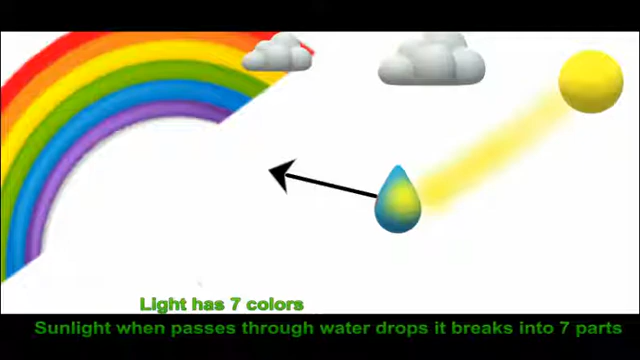 Light has 7 colors
Sunlight when passes through water drops it breaks into 7 parts